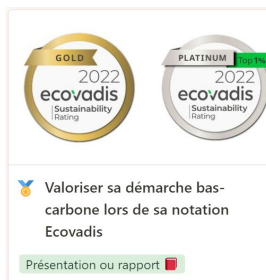 GOLD
2022
ecovadis
Sustainability
Rating
PLATINUM
Top 1%
2022
ecovadis
Sustainability
Rating
Valoriser sa démarche bas-
carbone lors de sa notation
Ecovadis
Présentation ou rapport